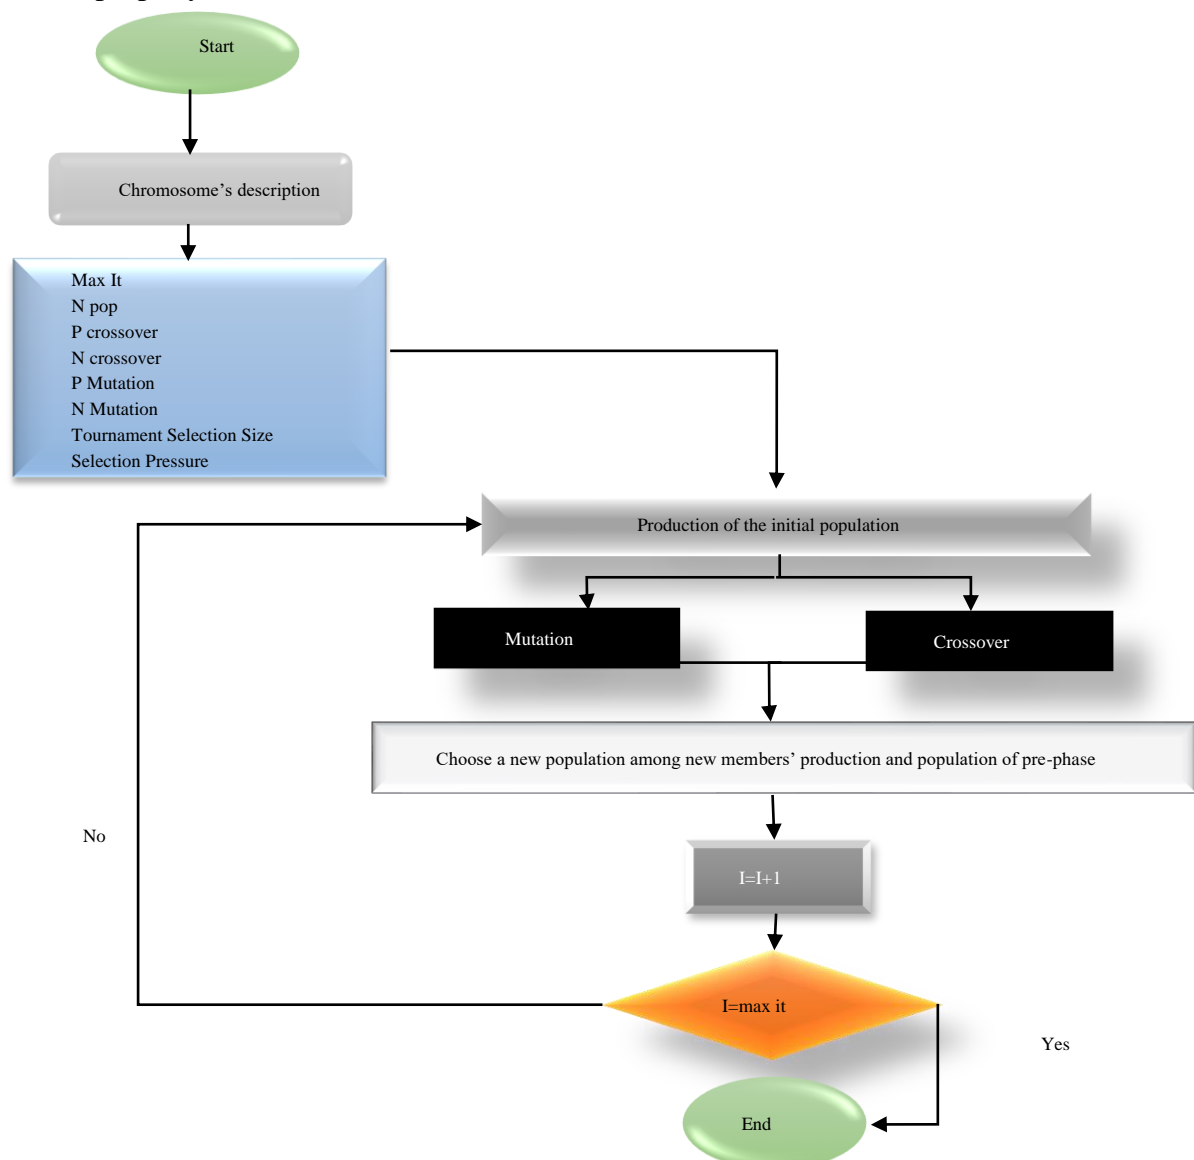 Start
Chromosome’s description
Max It
N pop
P crossover
N crossover
P Mutation
N Mutation
Tournament Selection Size
Selection Pressure
Production of the initial population
Mutation
Crossover
Choose a new population among new members’ production and population of pre-phase
No
I=I+1
I=max it
Yes
End